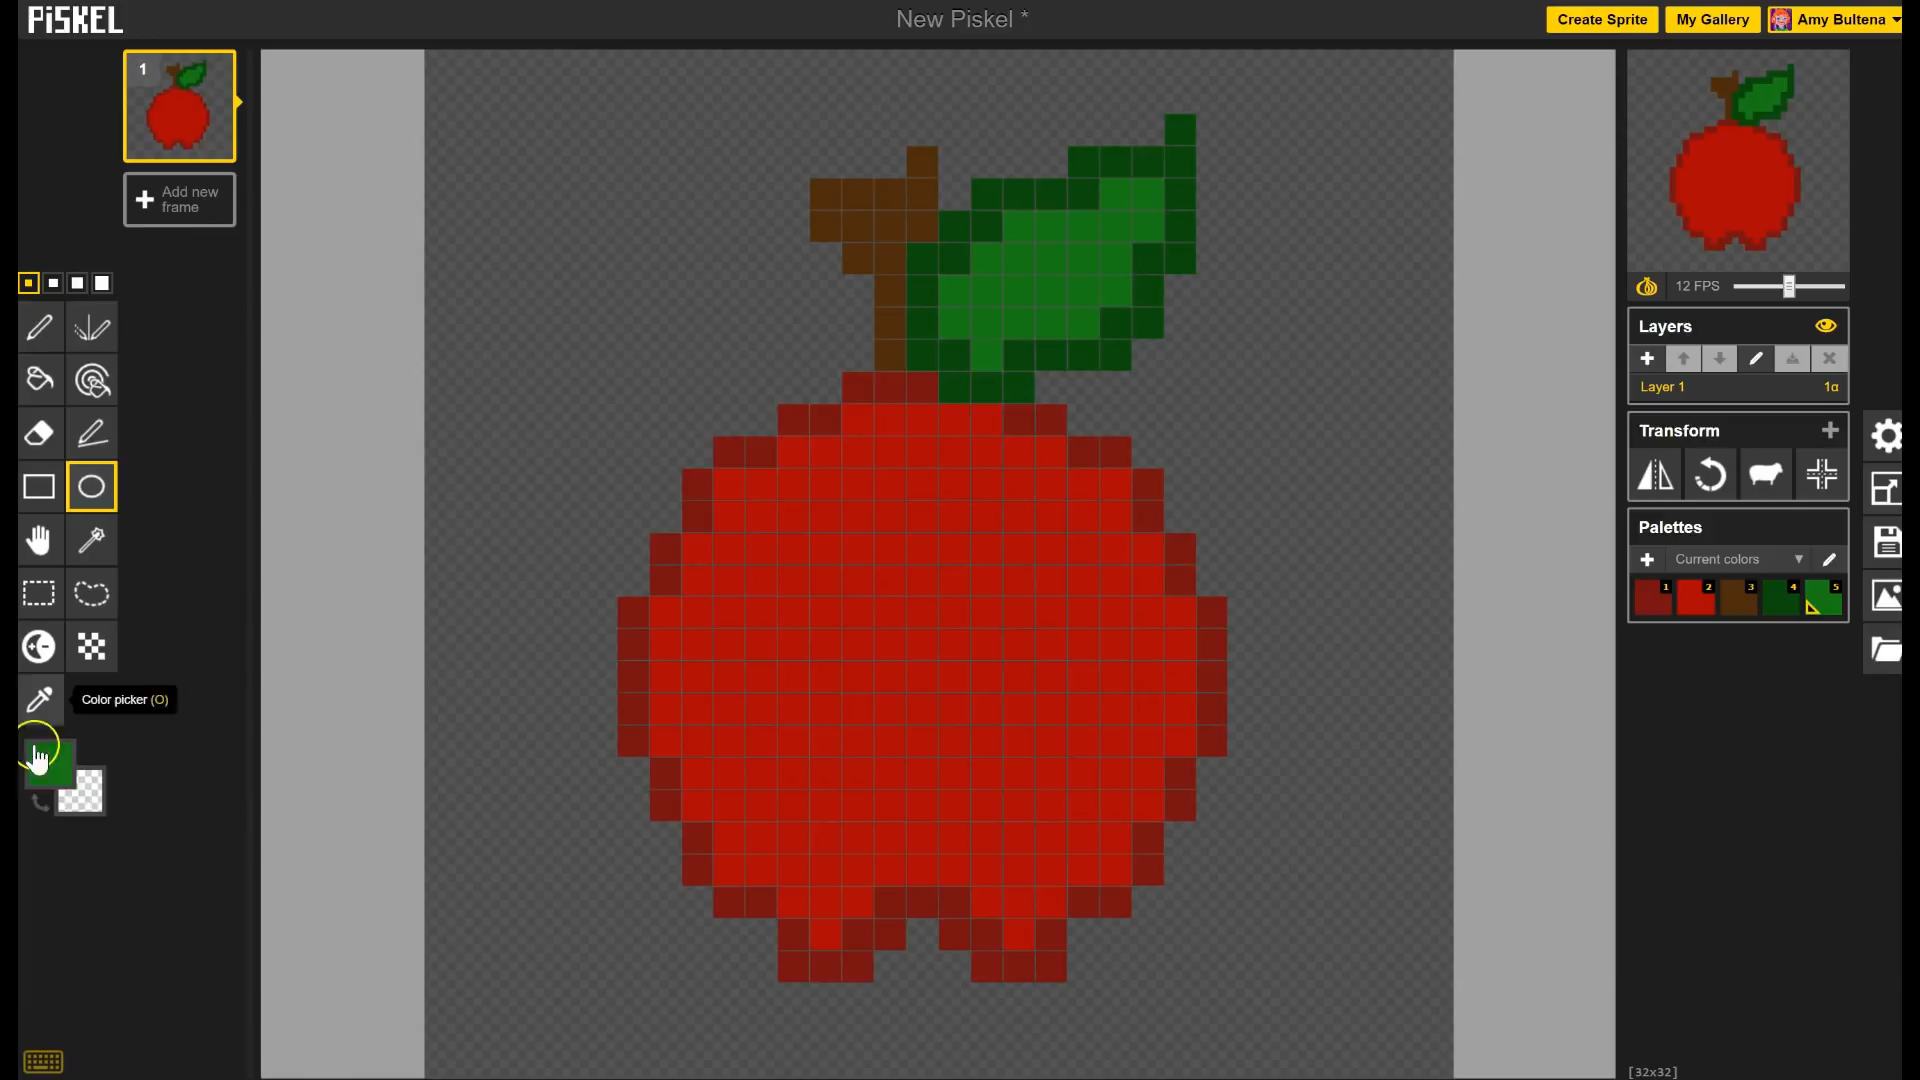 PiSKEL
New Piskel *
Create Sprite
My Gallery
Amy Bultena
1
Add new
frame
12 FPS
Layers
Layer 1
1α
Transform
Palettes
Current colors
1 2 3 4 5
Color picker (O)
[32x32]